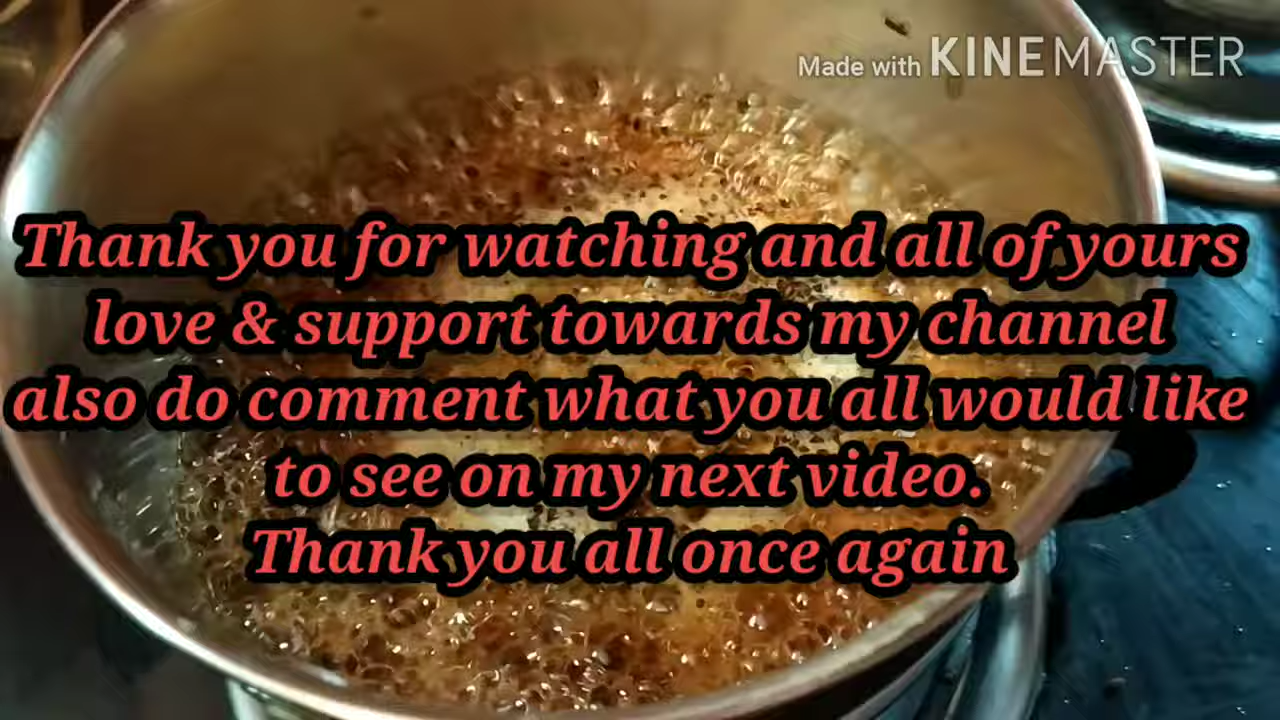 Made with KINEMASTER
Thank you for watching and all of yours
love & support towards my channel
also do comment what you all would like
to see on my next video.
Thank you all once again